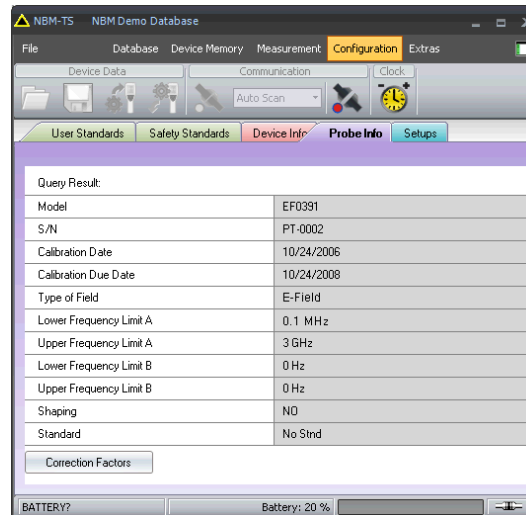 NBM-TS NBM Demo Database
File Database Device Memory Measurement Configuration Extras
Device Data Communication Clock
Auto Scan
User Standards Safety Standards Device Info Probe Info Setups
Query Result:
Model EF0391
S/N PT-0002
Calibration Date 10/24/2006
Calibration Due Date 10/24/2008
Type of Field E-Field
Lower Frequency Limit A 0.1 MHz
Upper Frequency Limit A 3 GHz
Lower Frequency Limit B 0 Hz
Upper Frequency Limit B 0 Hz
Shaping NO
Standard No Stnd
Correction Factors
BATTERY? Battery: 20 %